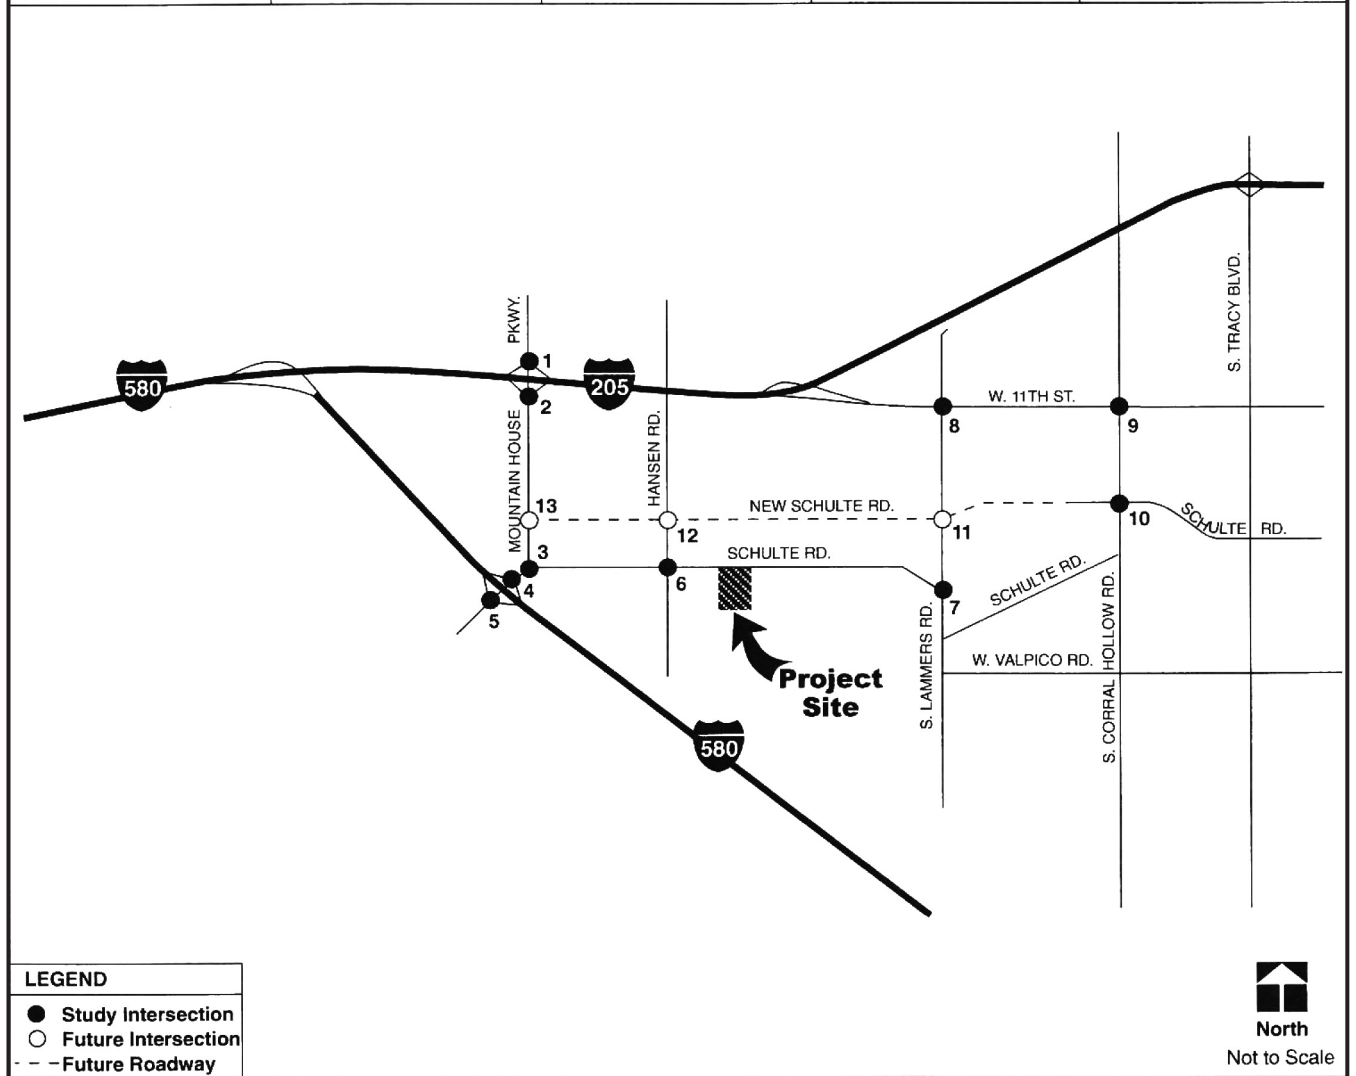 S. TRACY BLVD.
PKWY.
1
580
205
2
W. 11TH ST.
8
9
MOUNTAIN HOUSE
HANSEN RD.
13
NEW SCHULTE RD.
12
11
10
SCHULTE RD.
3
SCHULTE RD.
6
4
5
7
SCHULTE RD.
S. LAMMERS RD.
W. VALPICO RD.
S. CORRAL HOLLOW RD.
Project
Site
580
LEGEND
Study Intersection
Future Intersection
Future Roadway
North
Not to Scale